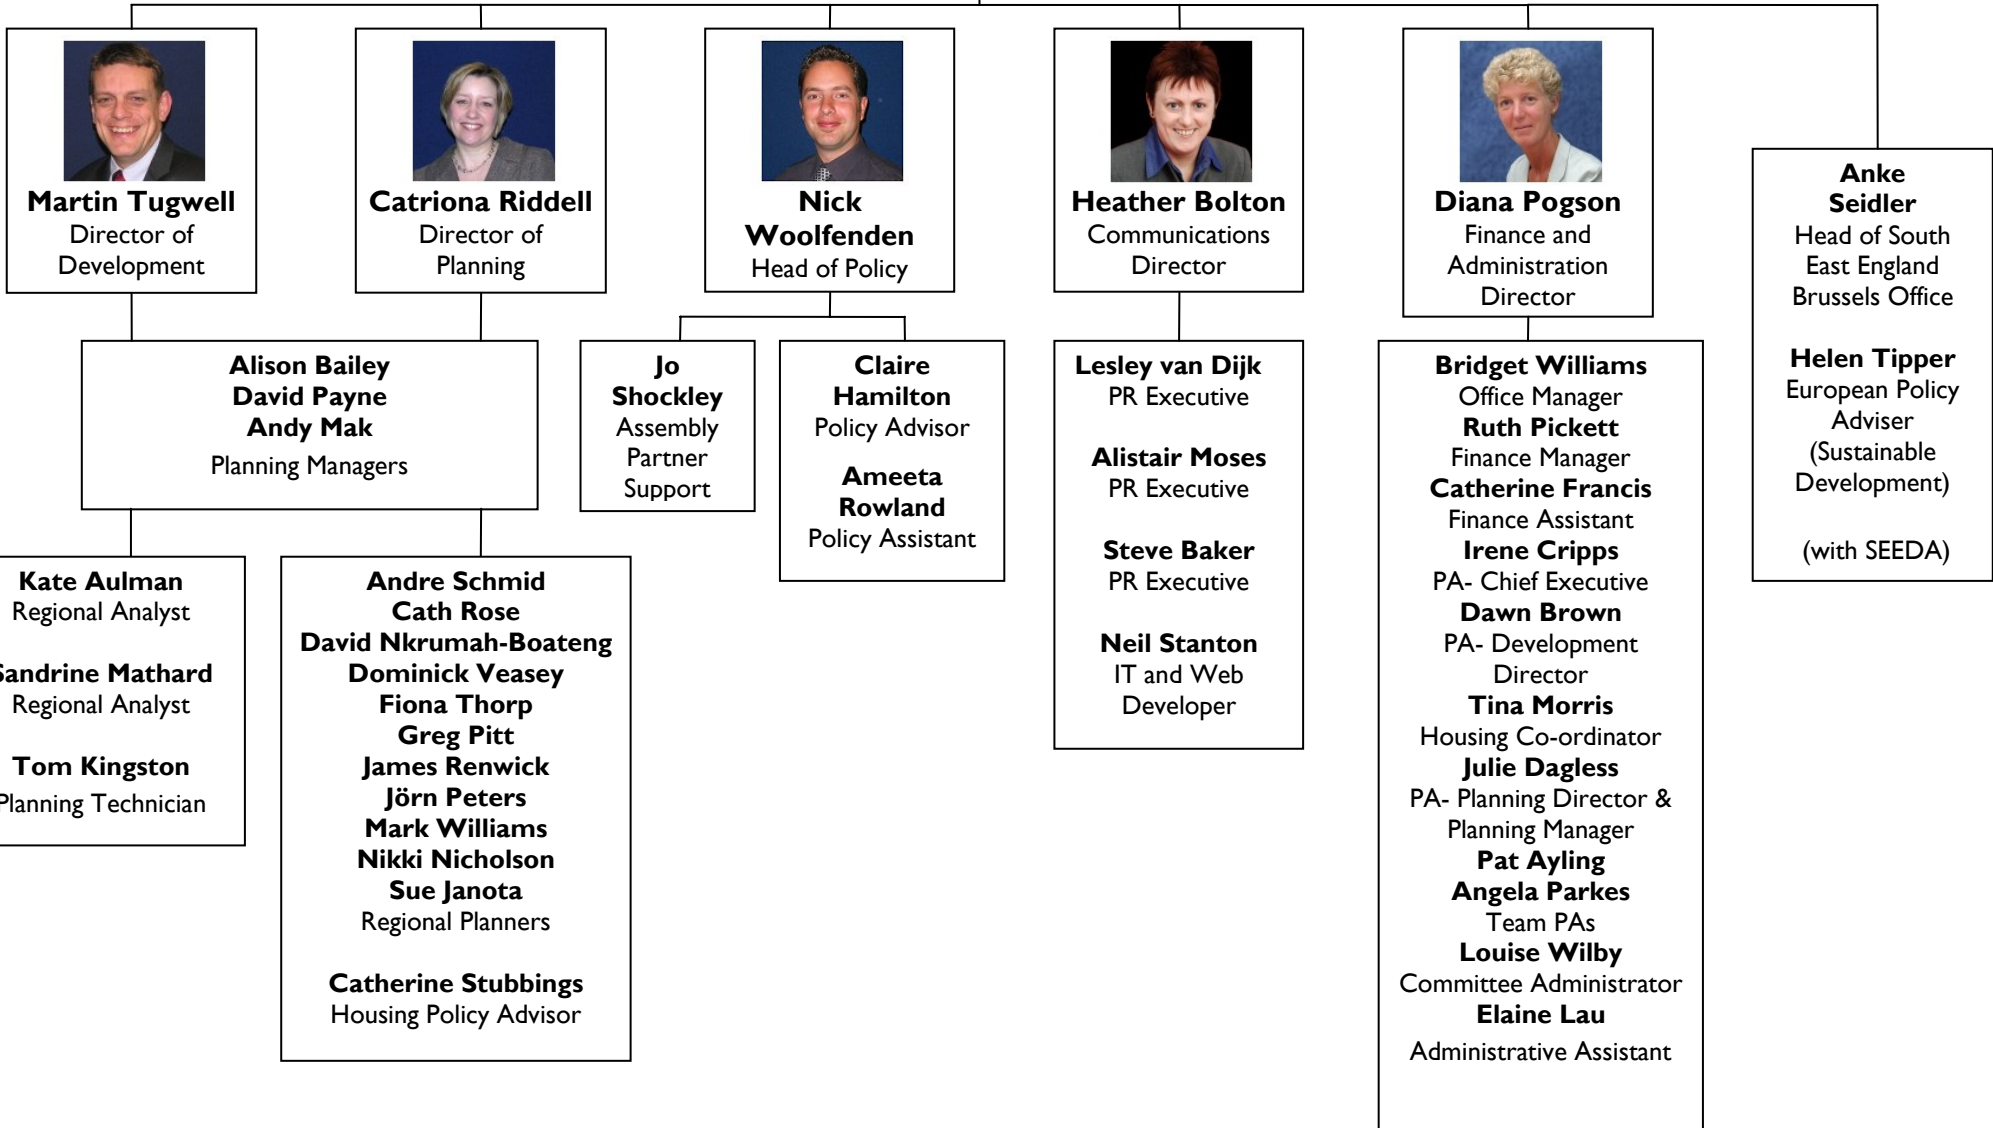 Martin Tugwell
Director of
Development
Catriona Riddell
Director of
Planning
Nick
Woolfenden
Head of Policy
Heather Bolton
Communications
Director
Diana Pogson
Finance and
Administration
Director
Anke
Seidler
Head of South
East England
Brussels Office
Helen Tipper
European Policy
Adviser
(Sustainable
Development)
(with SEEDA)
Alison Bailey
David Payne
Andy Mak
Planning Managers
Jo
Shockley
Assembly
Partner
Support
Claire
Hamilton
Policy Advisor
Ameeta
Rowland
Policy Assistant
Lesley van Dijk
PR Executive
Alistair Moses
PR Executive
Steve Baker
PR Executive
Neil Stanton
IT and Web
Developer
Bridget Williams
Office Manager
Ruth Pickett
Finance Manager
Catherine Francis
Finance Assistant
Irene Cripps
PA- Chief Executive
Dawn Brown
PA- Development
Director
Tina Morris
Housing Co-ordinator
Julie Dagless
PA- Planning Director &
Planning Manager
Pat Ayling
Angela Parkes
Team PAs
Louise Wilby
Committee Administrator
Elaine Lau
Administrative Assistant
Kate Aulman
Regional Analyst
Sandrine Mathard
Regional Analyst
Tom Kingston
Planning Technician
Andre Schmid
Cath Rose
David Nkrumah-Boateng
Dominick Veasey
Fiona Thorp
Greg Pitt
James Renwick
Jörn Peters
Mark Williams
Nikki Nicholson
Sue Janota
Regional Planners
Catherine Stubbings
Housing Policy Advisor